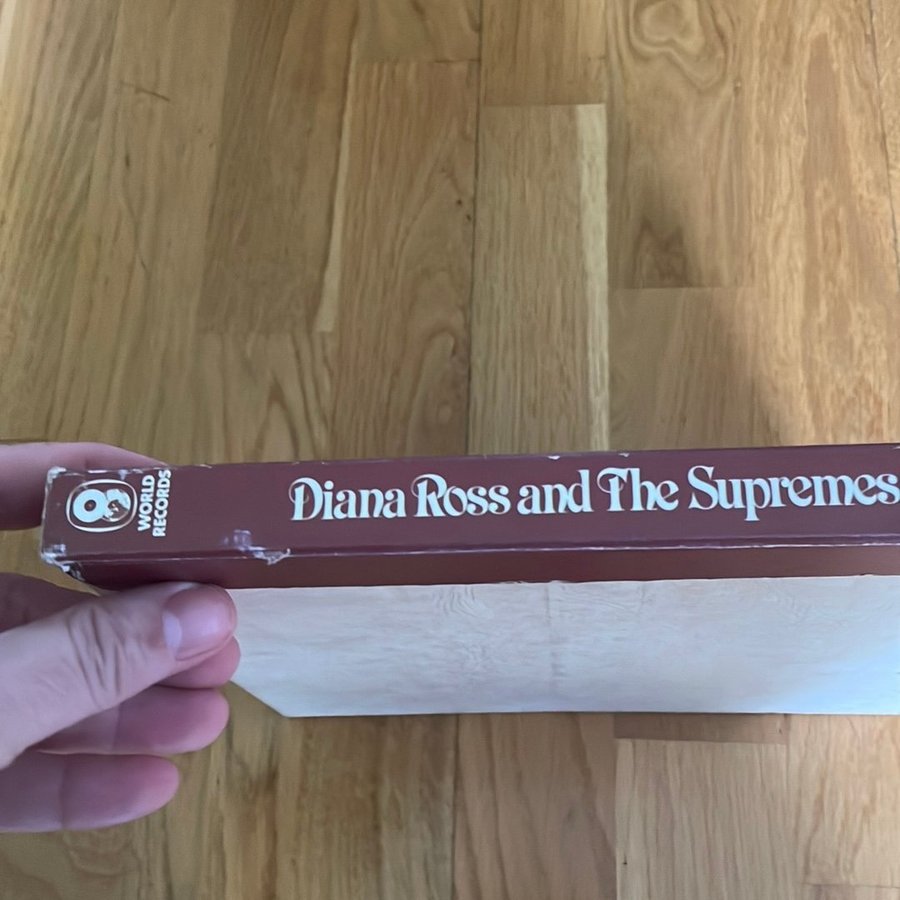 WORLD
RECORDS
Diana Ross and The Supremes